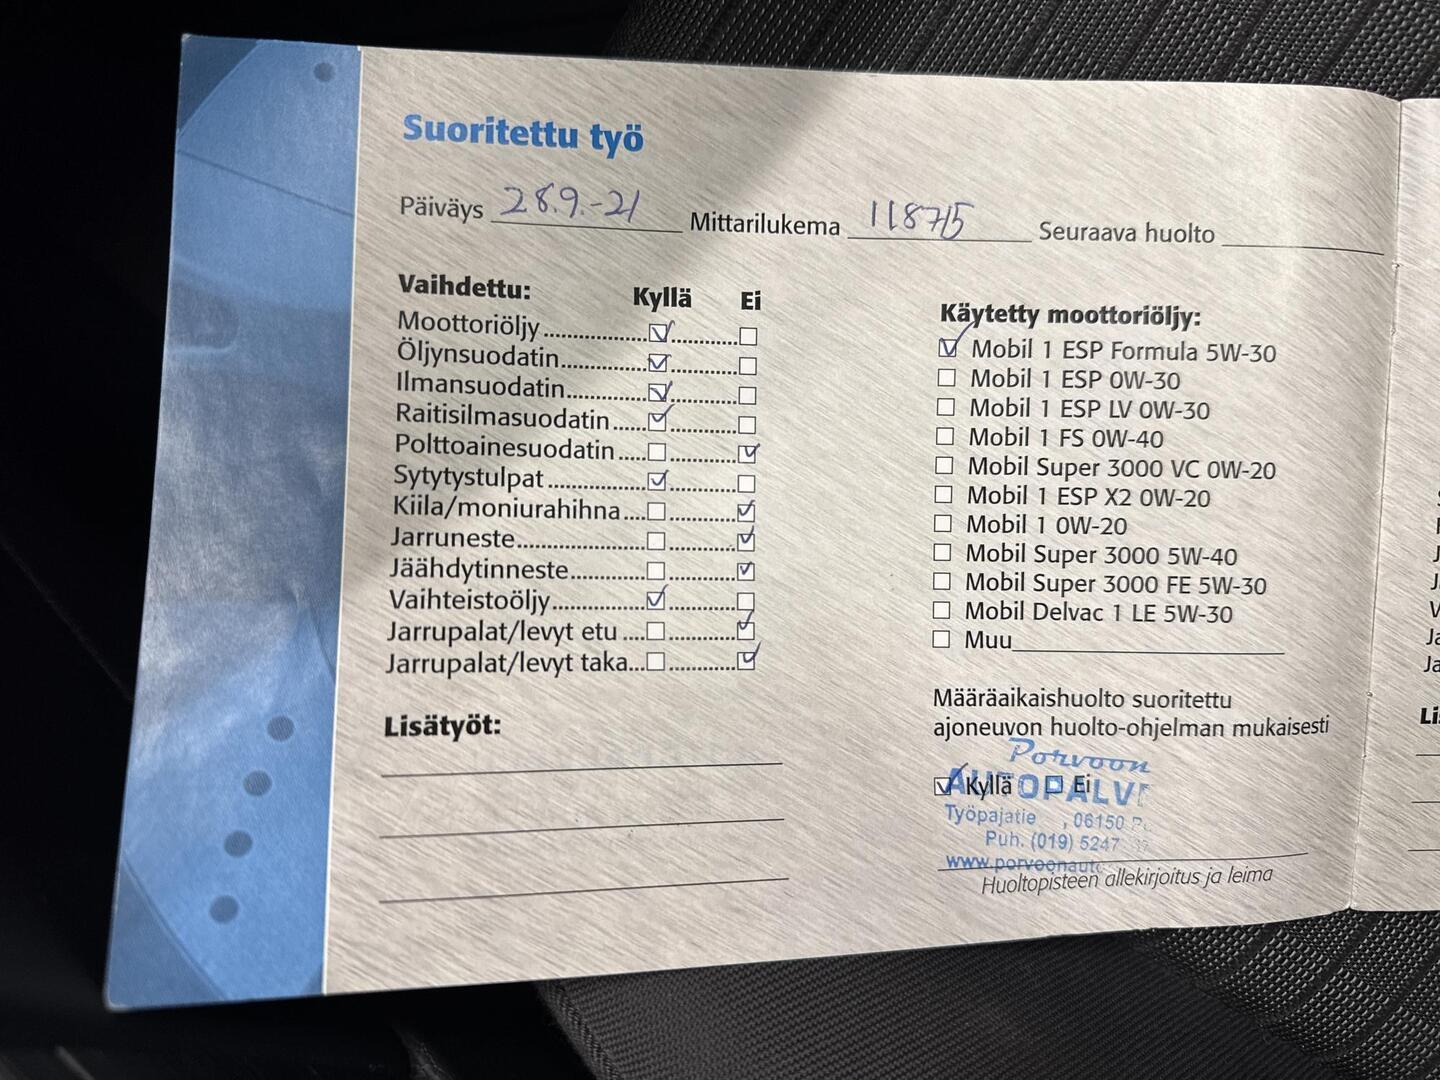 Suoritettu työ
Päiväys 28.9.-21 Mittarilukema 118715 Seuraava huolto
Vaihdettu: Kyllä Ei
Moottoriöljy
Öljynsuodatin
Ilmansuodatin
Raitisilmasuodatin
Polttoainesuodatin
Sytytystulpat
Kiila/moniurahihna
Jarruneste
Jäähdytinneste
Vaihteistoöljy
Jarrupalat/levyt etu
Jarrupalat/levyt taka
Lisätyöt:
Käytetty moottoriöljy:
Mobil 1 ESP Formula 5W-30
Mobil 1 ESP 0W-30
Mobil 1 ESP LV 0W-30
Mobil 1 FS 0W-40
Mobil Super 3000 VC 0W-20
Mobil 1 ESP X2 0W-20
Mobil 1 0W-20
Mobil Super 3000 5W-40
Mobil Super 3000 FE 5W-30
Mobil Delvac 1 LE 5W-30
Muu
Määräaikaishuolto suoritettu
ajoneuvon huolto-ohjelman mukaisesti
Porvoon
Kyllä Ei
Työpajatie , 06150
Puh. (019) 5247
Huoltopisteen allekirjoitus ja leima